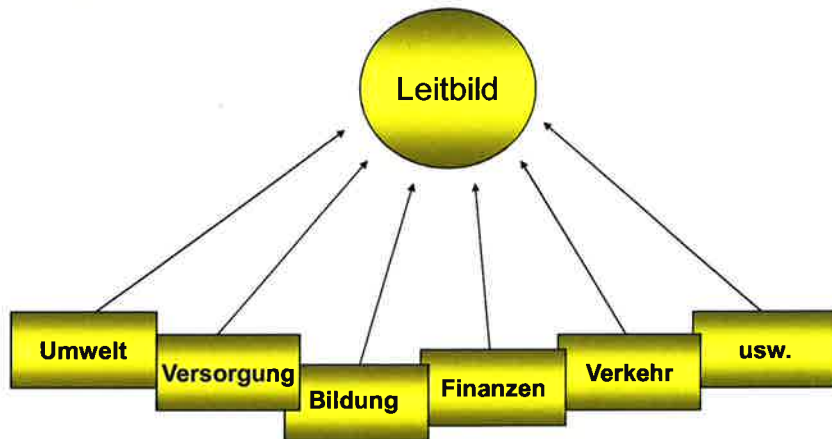 Leitbild
Umwelt
Versorgung
Bildung
Finanzen
Verkehr
usw.